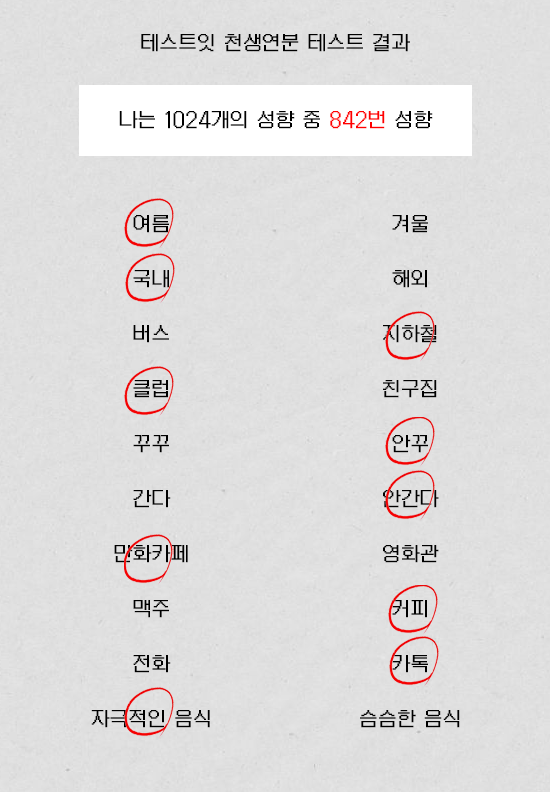 테스트잇 천생연분 테스트 결과
나는 1024개의 성향 중 842번 성향
여름 겨울
국내 해외
버스 지하철
클럽 친구집
꾸꾸 안꾸
간다 안간다
만화카페 영화관
맥주 커피
전화 카톡
자극적인 음식 슴슴한 음식